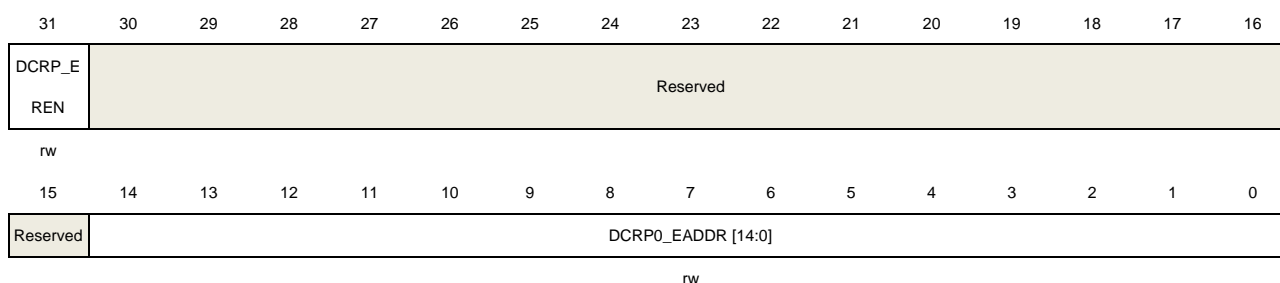 31 30 29 28 27 26 25 24 23 22 21 20 19 18 17 16
DCRP_E
REN
Reserved
rw
15 14 13 12 11 10 9 8 7 6 5 4 3 2 1 0
Reserved DCRP0_EADDR [14:0]
rw